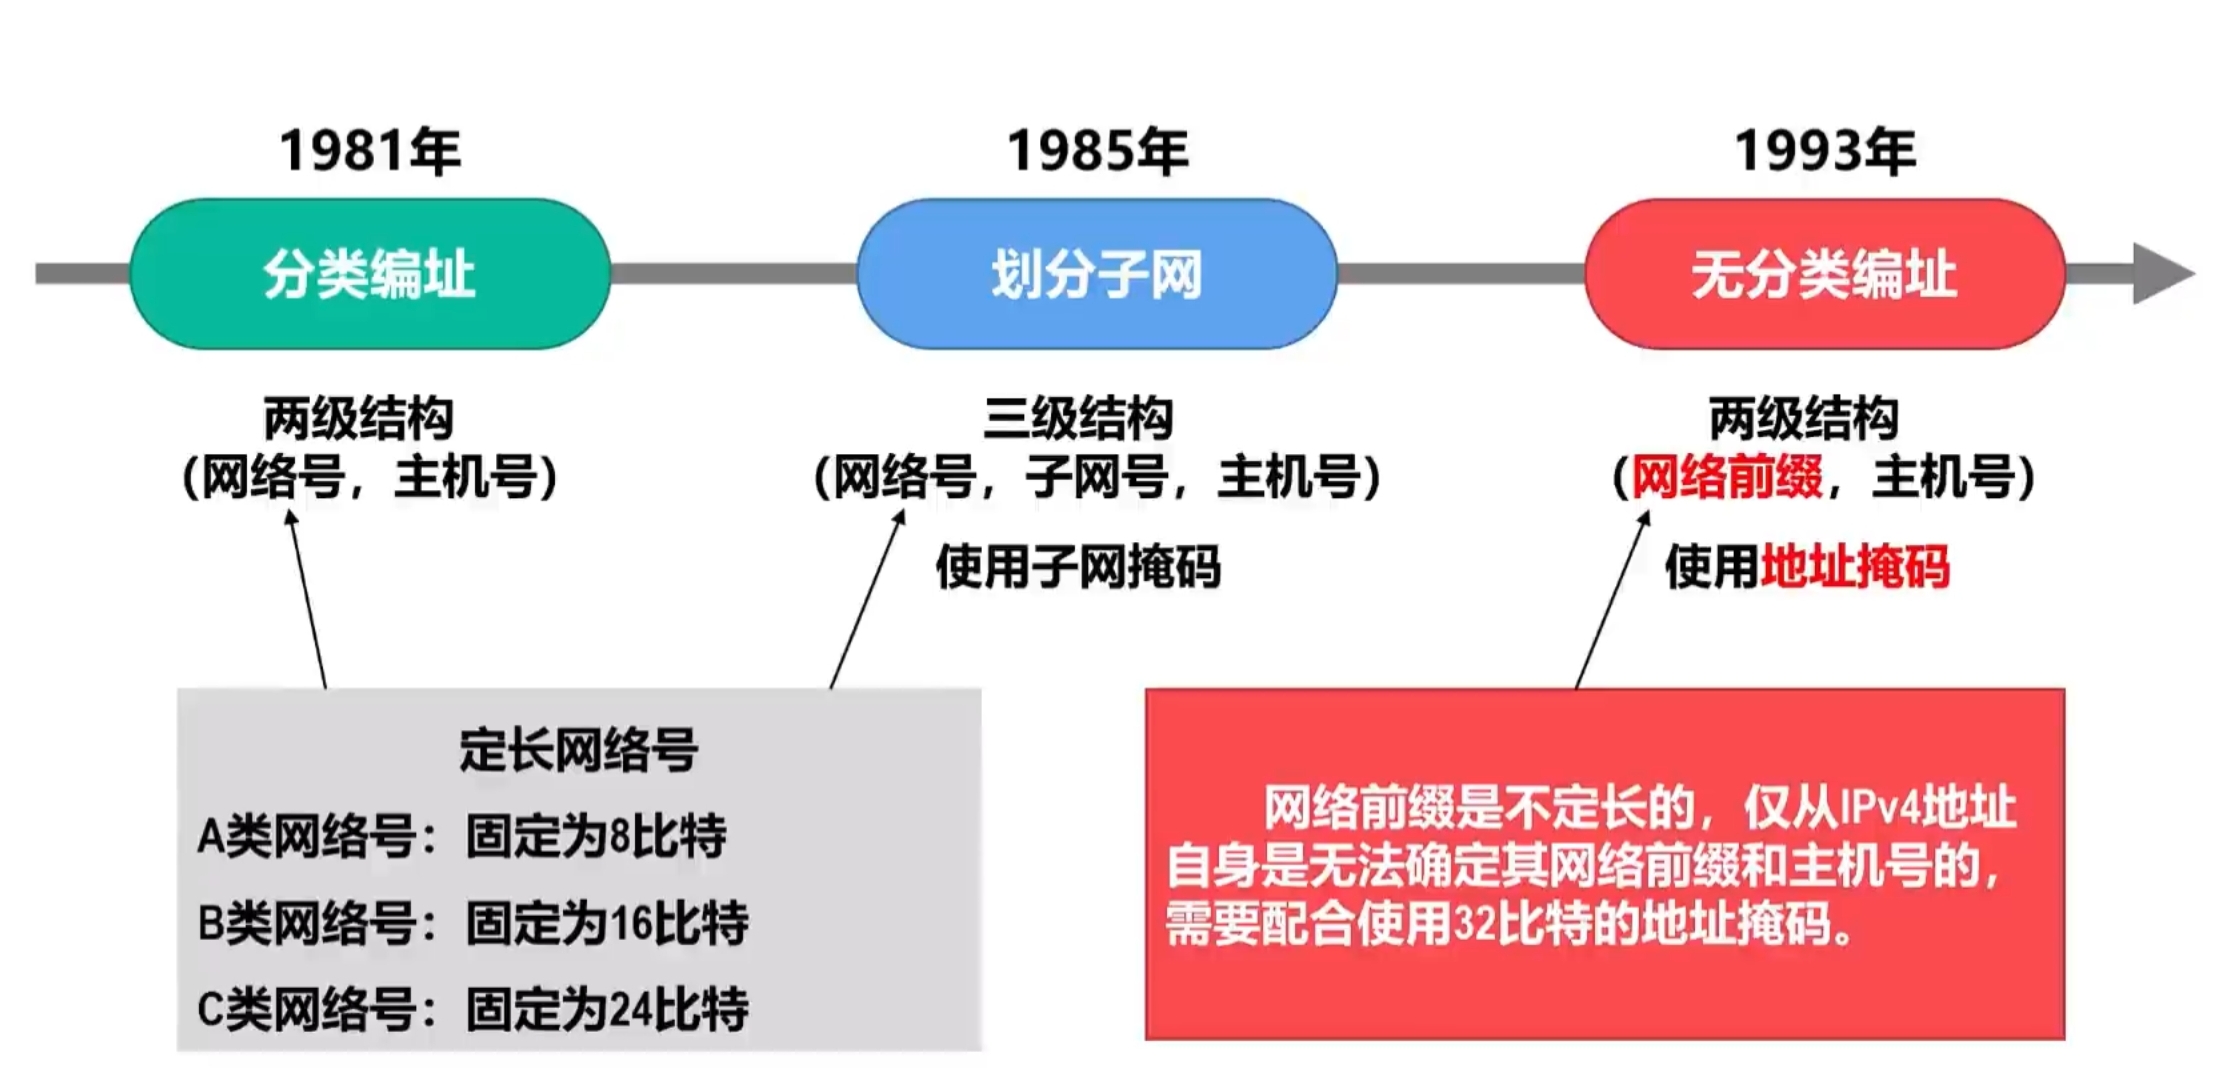 1981年
1985年
1993年
分类编址
划分子网
无分类编址
两级结构
（网络号，主机号）
三级结构
（网络号，子网号，主机号）
使用子网掩码
两级结构
（网络前缀，主机号）
使用地址掩码
定长网络号
A类网络号：固定为8比特
B类网络号：固定为16比特
C类网络号：固定为24比特
网络前缀是不定长的，仅从IPv4地址
自身是无法确定其网络前缀和主机号的，
需要配合使用32比特的地址掩码。